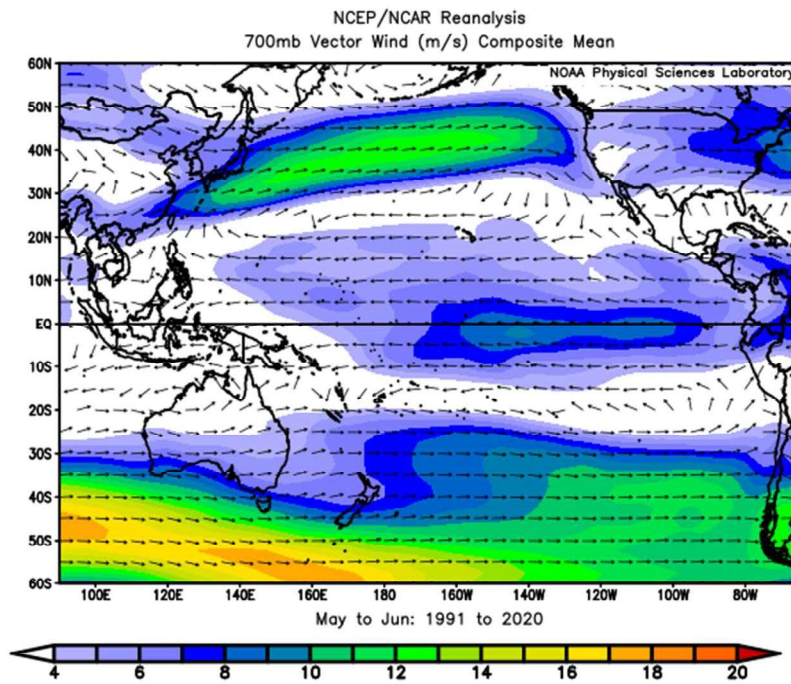 NCEP/NCAR Reanalysis
700mb Vector Wind (m/s) Composite Mean
NOAA Physical Sciences Laboratory
60N
50N
40N
30N
20N
10N
EQ
10S
20S
30S
40S
50S
60S
100E 120E 140E 160E 180 160W 140W 120W 100W 80W
May to Jun: 1991 to 2020
4 6 8 10 12 14 16 18 20